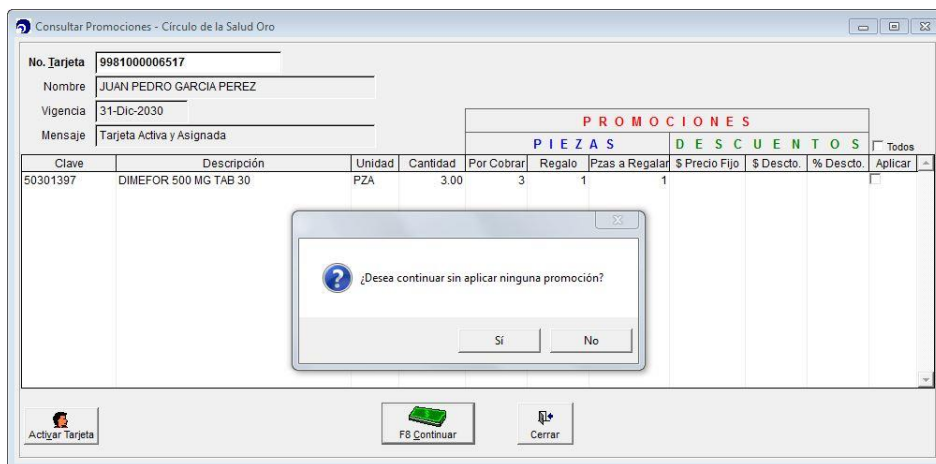 Consultar Promociones - Círculo de la Salud Oro
No. Tarjeta 9981000006517
Nombre JUAN PEDRO GARCIA PEREZ
Vigencia 31-Dic-2030
Mensaje Tarjeta Activa y Asignada
PROMOCIONES
PIEZAS DESCUENTOS Todos
Clave Descripción Unidad Cantidad Por Cobrar Regalo Pzas a Regalar $ Precio Fijo $ Descto. % Descto. Aplicar
50301397 DIMEFOR 500 MG TAB 30 PZA 3.00 3 1 1
¿Desea continuar sin aplicar ninguna promoción?
Sí No
Activar Tarjeta F8 Continuar Cerrar